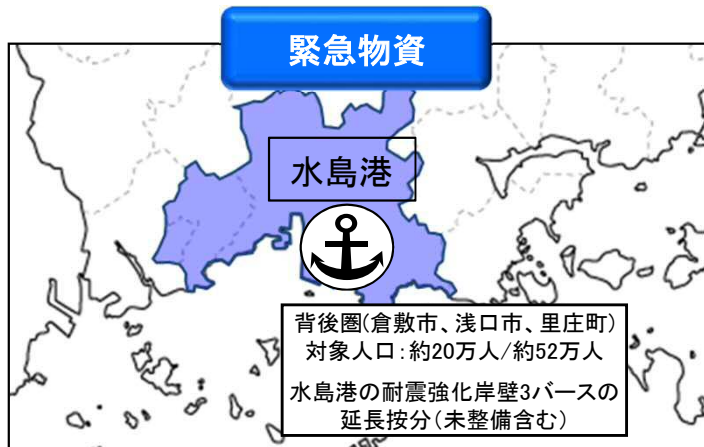 緊急物資
水島港
背後圏(倉敷市、浅口市、里庄町)
対象人口：約20万人/約52万人
水島港の耐震強化岸壁3バースの
延長按分(未整備含む)